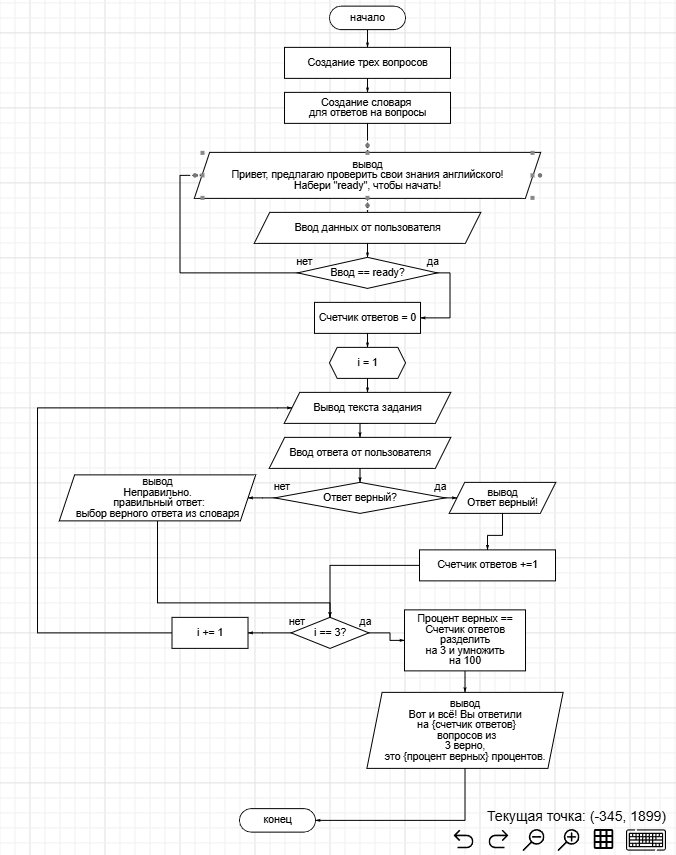 начало
Создание трех вопросов
Создание словаря
для ответов на вопросы
вывод
Привет, предлагаю проверить свои знания английского!
Набери "ready", чтобы начать!
Ввод данных от пользователя
нет
да
Ввод == ready?
Счетчик ответов = 0
i = 1
Вывод текста задания
Ввод ответа от пользователя
вывод
Неправильно.
правильный ответ:
выбор верного ответа из словаря
нет
Ответ верный?
да
вывод
Ответ верный!
Счетчик ответов +=1
i += 1
нет
i == 3?
да
Процент верных ==
Счетчик ответов
разделить
на 3 и умножить
на 100
вывод
Вот и всё! Вы ответили
на {счетчик ответов}
вопросов из
3 верно,
это {процент верных} процентов.
конец
Текущая точка: (-345, 1899)